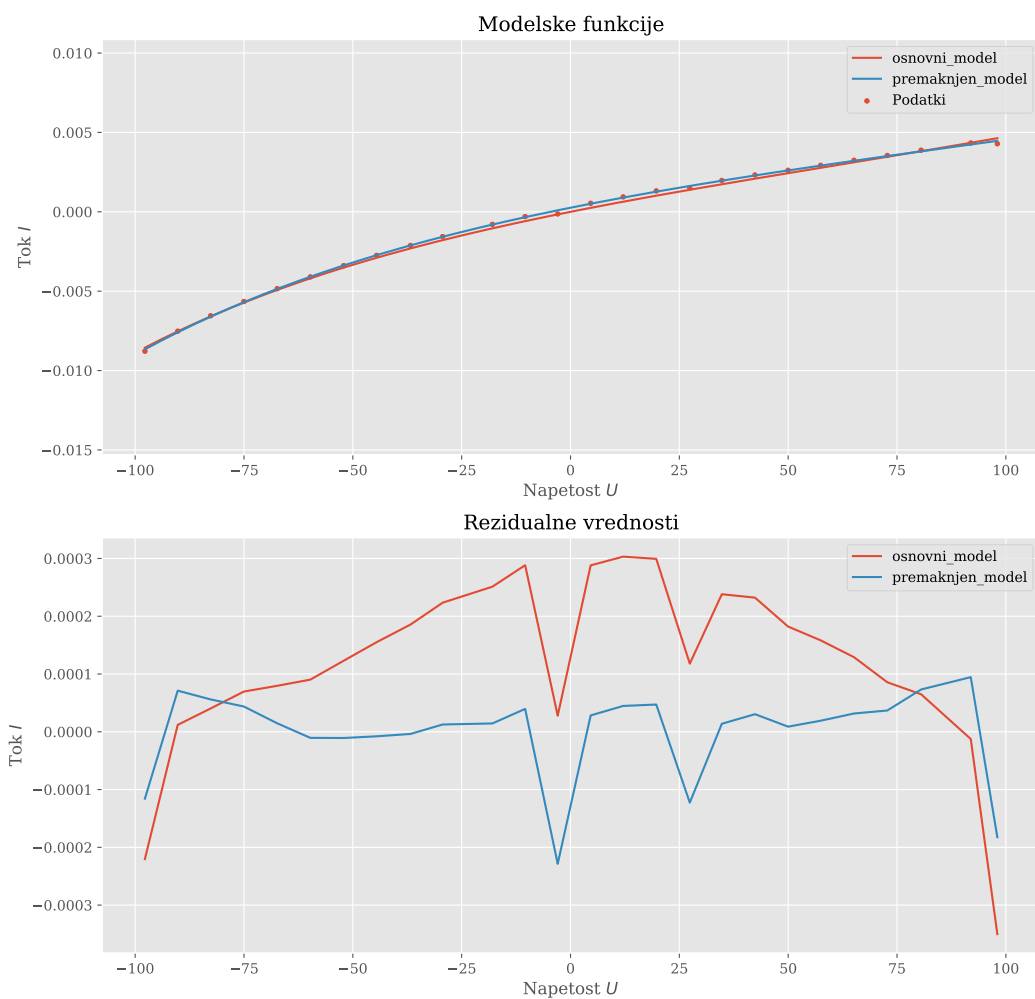 Modelske funkcije
osnovni_model
premaknjen_model
Podatki
0.010
0.005
0.000
−0.005
−0.010
−0.015
Tok I
−100 −75 −50 −25 0 25 50 75 100
Napetost U
Rezidualne vrednosti
osnovni_model
premaknjen_model
0.0003
0.0002
0.0001
0.0000
−0.0001
−0.0002
−0.0003
Tok I
−100 −75 −50 −25 0 25 50 75 100
Napetost U